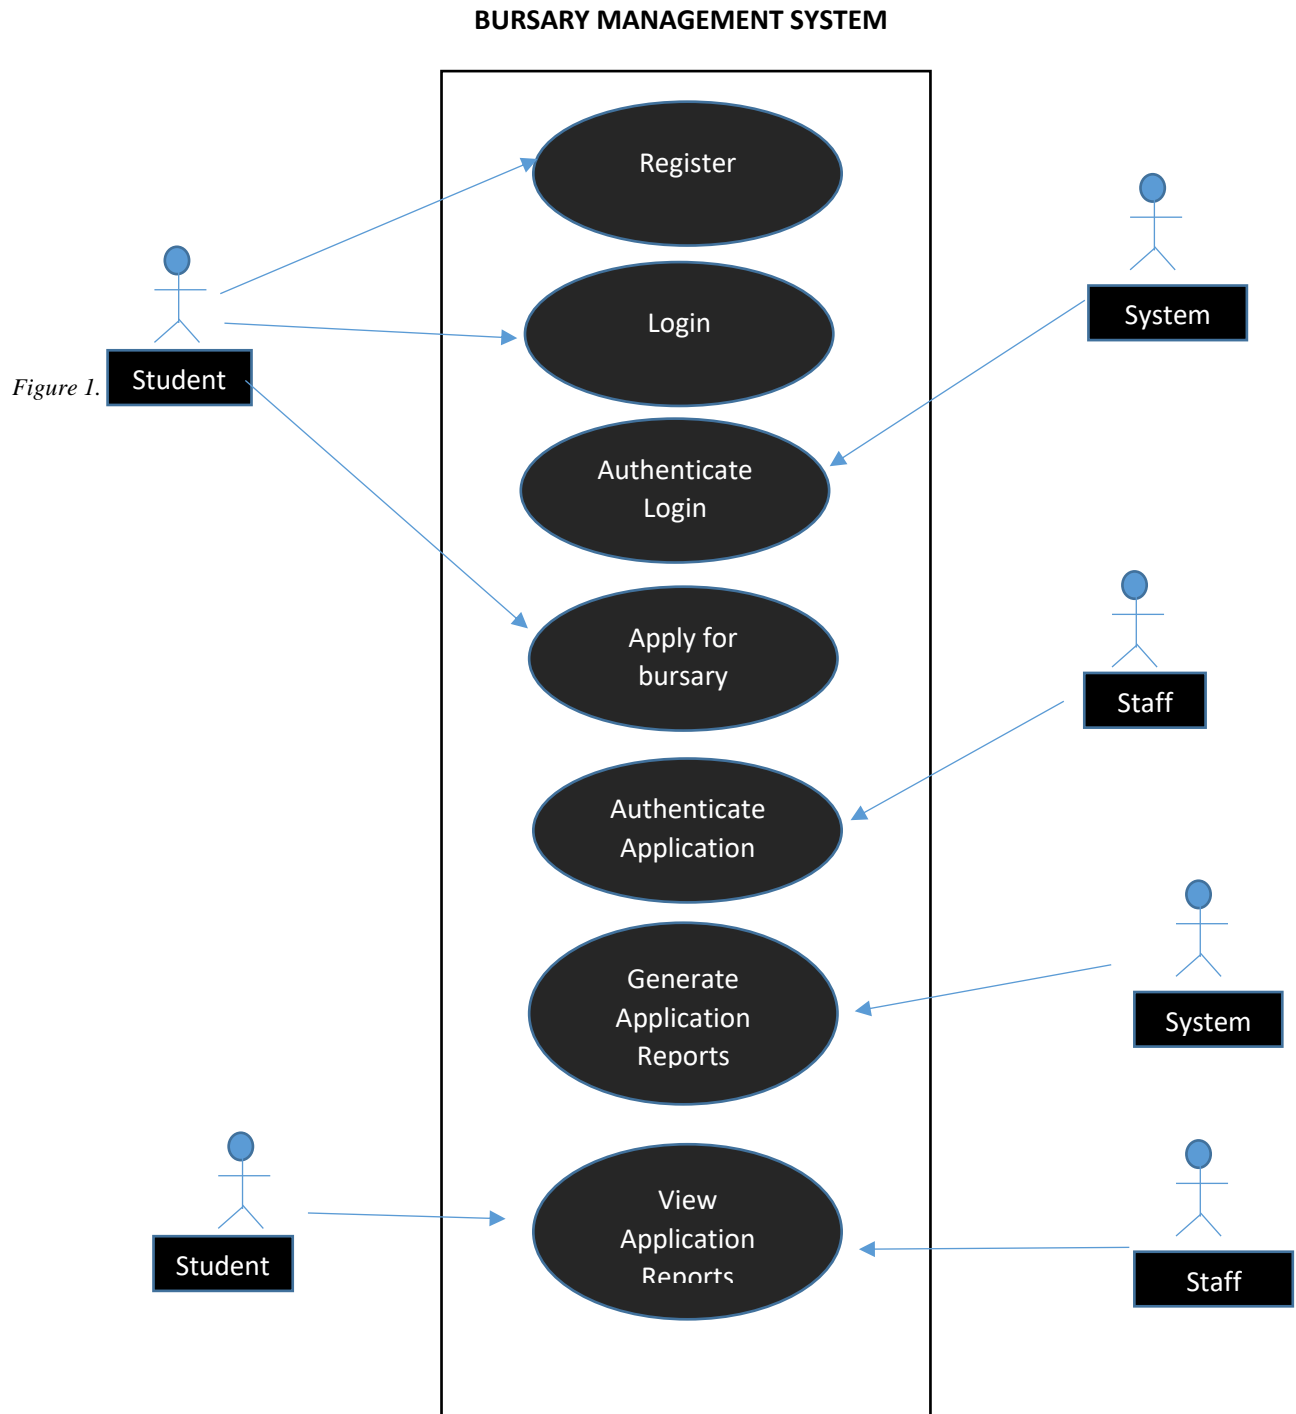 BURSARY MANAGEMENT SYSTEM
Register
Login
System
Figure 1.
Student
Authenticate
Login
Apply for
bursary
Staff
Authenticate
Application
Generate
Application
Reports
System
View
Application
Reports
Student
Staff